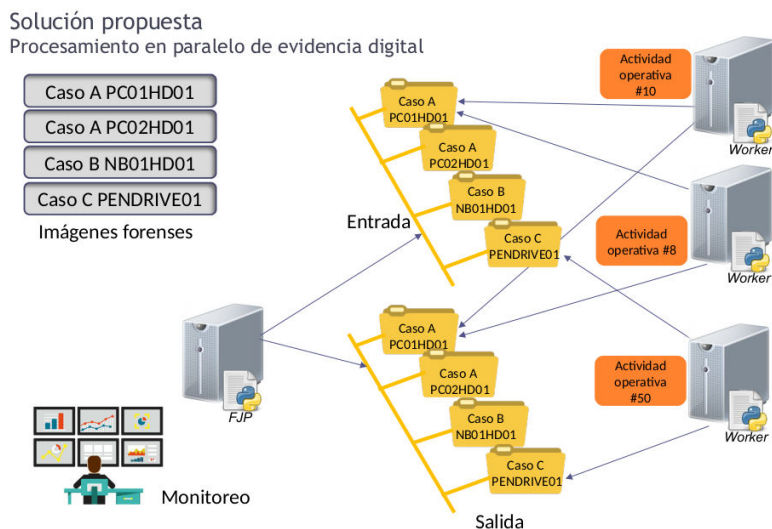 Solución propuesta
Procesamiento en paralelo de evidencia digital
Caso A PC01HD01
Caso A PC02HD01
Caso B NB01HD01
Caso C PENDRIVE01
Imágenes forenses
Entrada
Caso A
PC01HD01
Caso A
PC02HD01
Caso B
NB01HD01
Caso C
PENDRIVE01
Actividad
operativa
#10
Worker
Actividad
operativa #8
Worker
Actividad
operativa
#50
Worker
FJP
Caso A
PC01HD01
Caso A
PC02HD01
Caso B
NB01HD01
Caso C
PENDRIVE01
Salida
Monitoreo